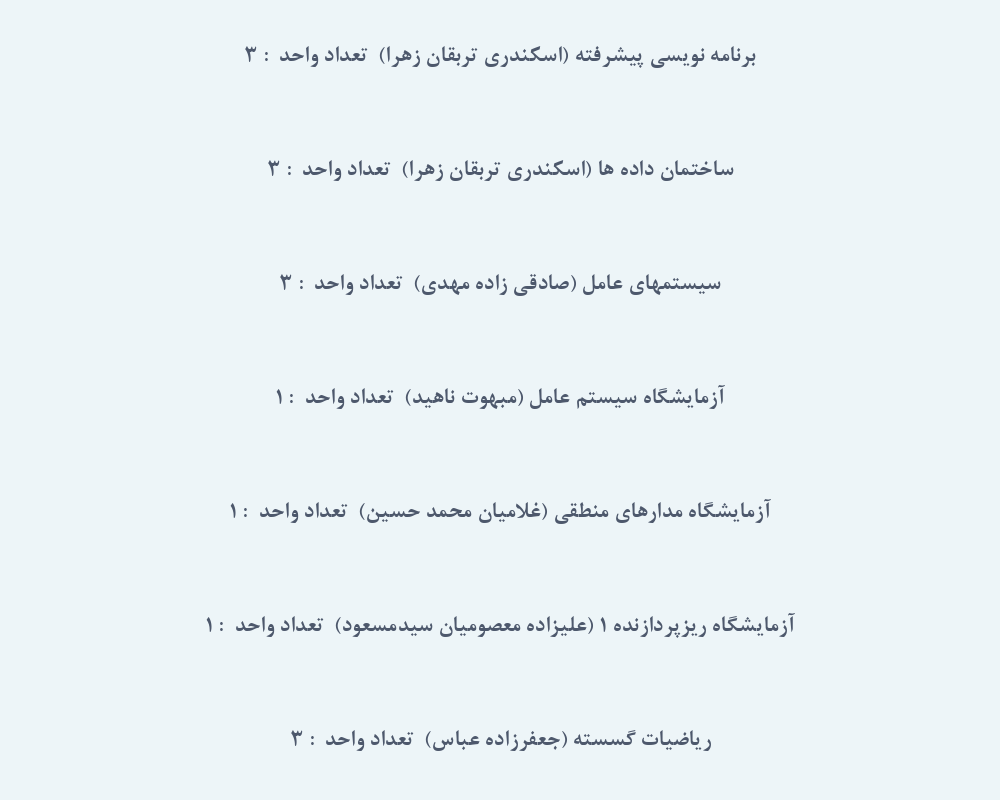 برنامه نویسی پیشرفته (اسکندری تربقان زهرا) تعداد واحد : ۳
ساختمان داده ها (اسکندری تربقان زهرا) تعداد واحد : ۳
سیستمهای عامل (صادقی زاده مهدی) تعداد واحد : ۳
آزمایشگاه سیستم عامل (مبهوت ناهید) تعداد واحد : ۱
آزمایشگاه مدارهای منطقی (غلامیان محمد حسین) تعداد واحد : ۱
آزمایشگاه ریزپردازنده ۱ (علیزاده معصومیان سیدمسعود) تعداد واحد : ۱
ریاضیات گسسته (جعفرزاده عباس) تعداد واحد : ۳